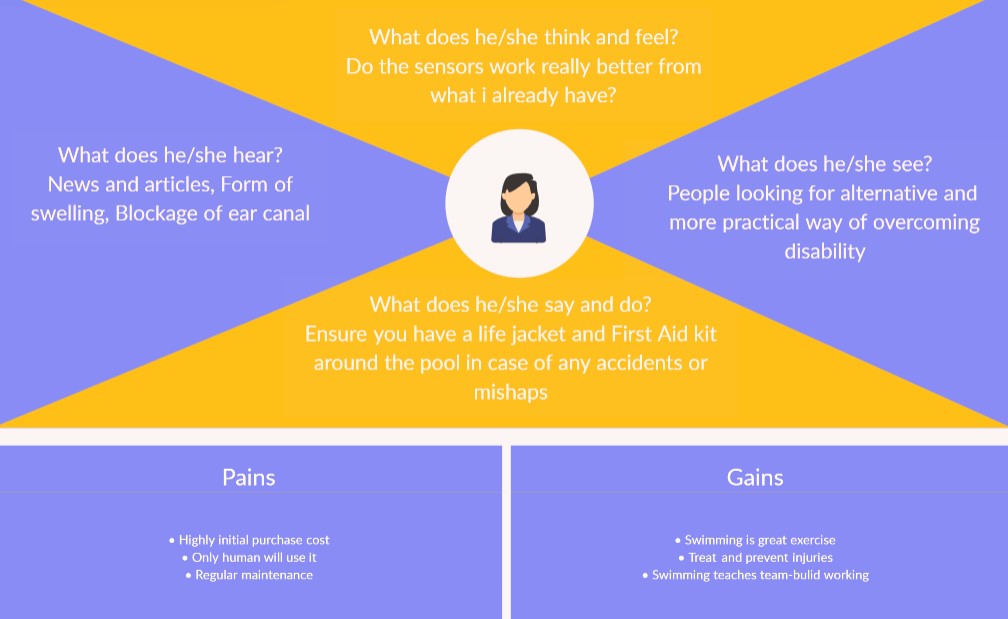 What does he/she think and feel?
Do the sensors work really better from
what i already have?
What does he/she hear?
News and articles, Form of
swelling, Blockage of ear canal
What does he/she see?
People looking for alternative and
more practical way of overcoming
disability
What does he/she say and do?
Ensure you have a life jacket and First Aid kit
around the pool in case of any accidents or
mishaps
Pains
• Highly initial purchase cost
• Only human will use it
• Regular maintenance
Gains
• Swimming is great exercise
• Treat and prevent injuries
• Swimming teaches team-bulid working